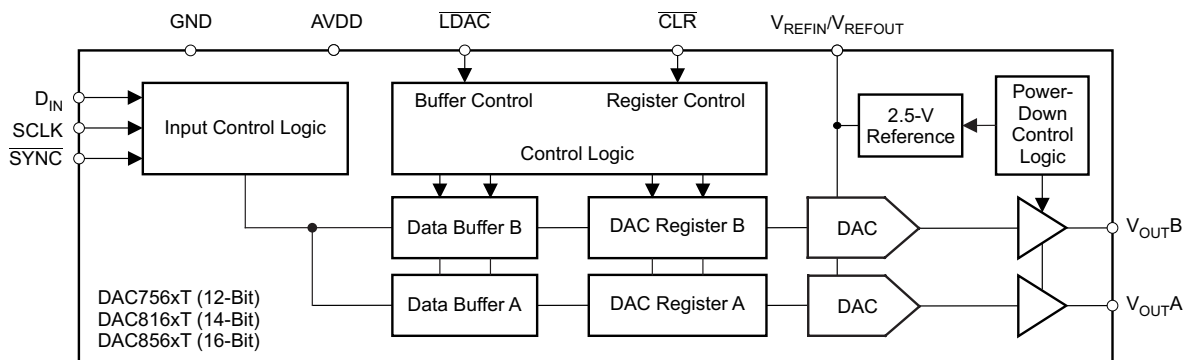 GND
AVDD
LDAC
CLR
VREFIN/VREFOUT
DIN
SCLK
SYNC
Input Control Logic
Buffer Control
Register Control
Control Logic
2.5-V
Reference
Power-
Down
Control
Logic
Data Buffer B
DAC Register B
DAC
VOUTB
Data Buffer A
DAC Register A
DAC
VOUTA
DAC756xT (12-Bit)
DAC816xT (14-Bit)
DAC856xT (16-Bit)